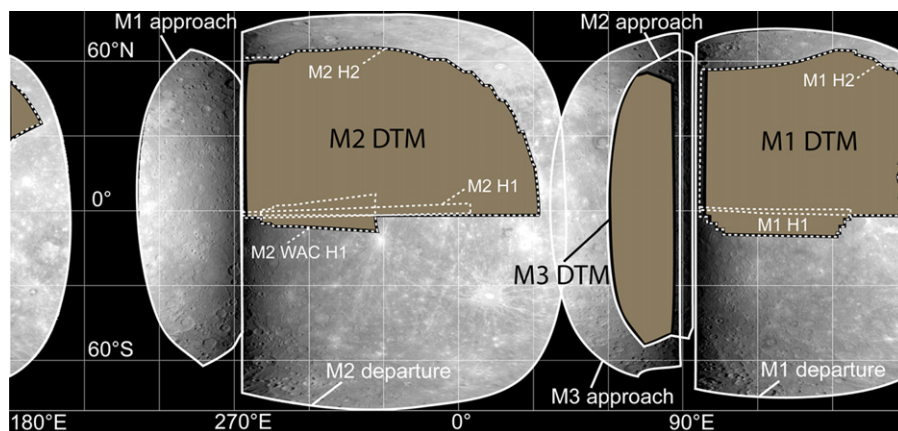 M1 approach
M2 approach
60°N
M2 H2
M1 H2
M2 DTM
M1 DTM
M2 H1
0°
M1 H1
M2 WAC H1
M3 DTM
60°S
M2 departure
M3 approach
M1 departure
180°E
270°E
0°
90°E